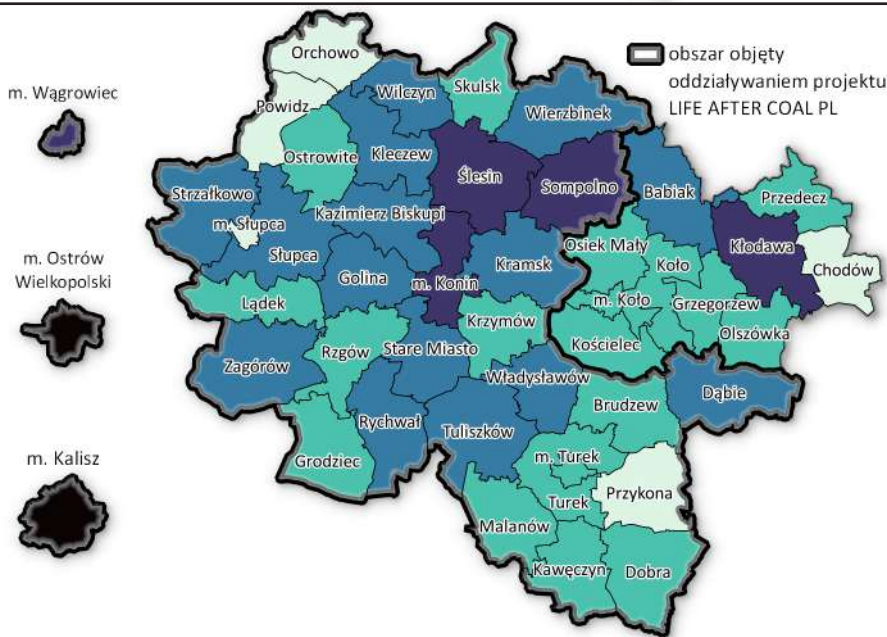 Orchowo
obszar objęty
oddziaływaniem projektu
LIFE AFTER COAL PL
m. Wągrowiec
Powidz
Wilczyn
Skulsk
Wierzbinek
Ostrowite
Kleczew
Ślesin
Sompolno
Babiak
Przedecz
Strzałkowo
m. Słupca
Kazimierz Biskupi
Słupca
Golina
m. Konin
Kramsk
Osiek Mały
Koło
Kłodawa
Chodów
m. Ostrów
Wielkopolski
Lądek
Krzymów
m. Koło
Grzegorzew
Olszówka
Kościelec
Zagórów
Rzgów
Stare Miasto
Władysławów
Dąbie
Brudzew
Rychwał
Tuliszków
m. Kalisz
Grodziec
m. Turek
Przykona
Turek
Malanów
Kawęczyn
Dobra